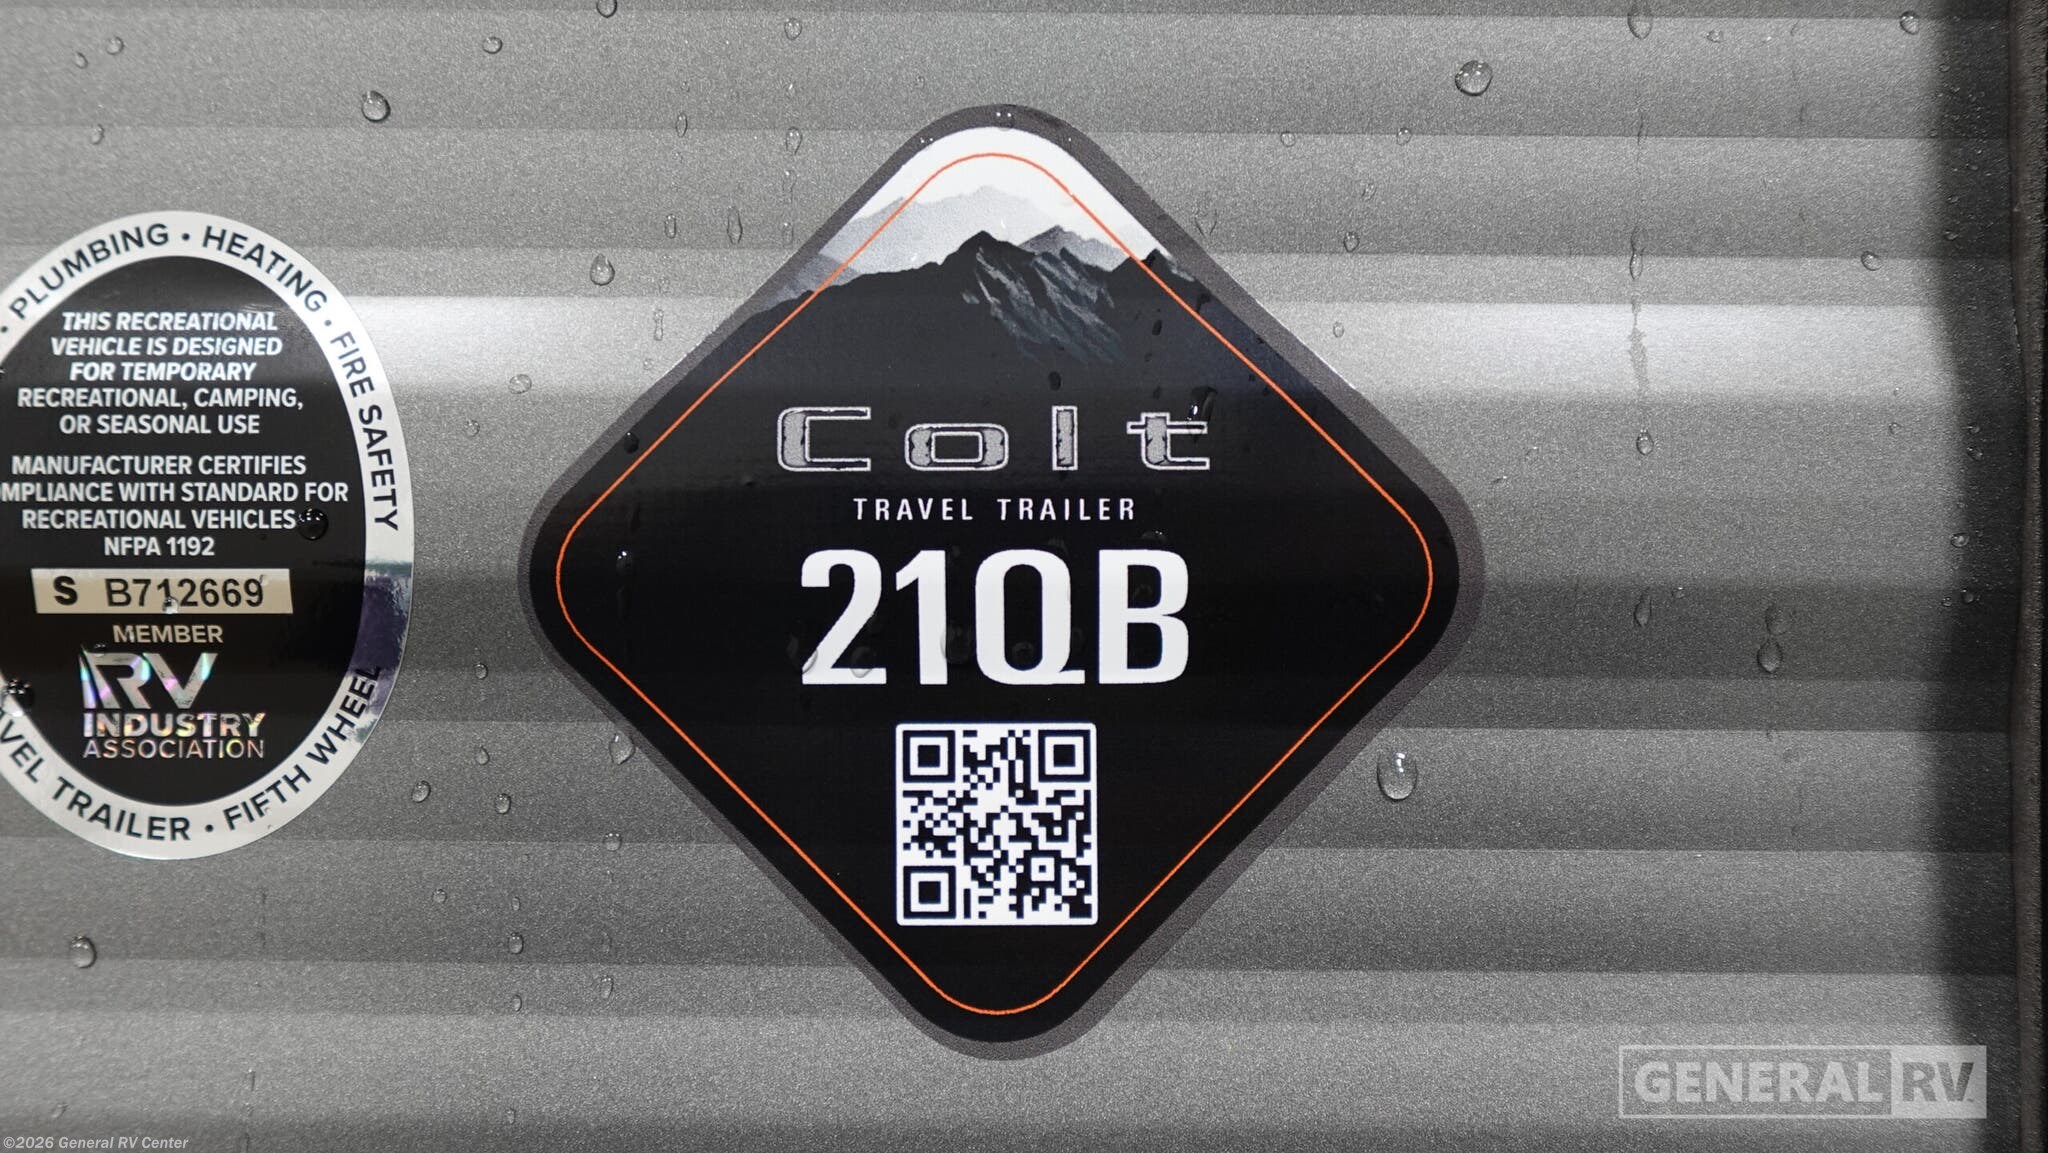 PLUMBING • HEATING • FIRE SAFETY
THIS RECREATIONAL
VEHICLE IS DESIGNED
FOR TEMPORARY
RECREATIONAL, CAMPING,
OR SEASONAL USE
MANUFACTURER CERTIFIES
MPLIANCE WITH STANDARD FOR
RECREATIONAL VEHICLES
NFPA 1192
S B712669
MEMBER
RV
INDUSTRY
ASSOCIATION
VEL TRAILER • FIFTH WHEEL
Colt
TRAVEL TRAILER
21QB
GENERAL RV
©2026 General RV Center